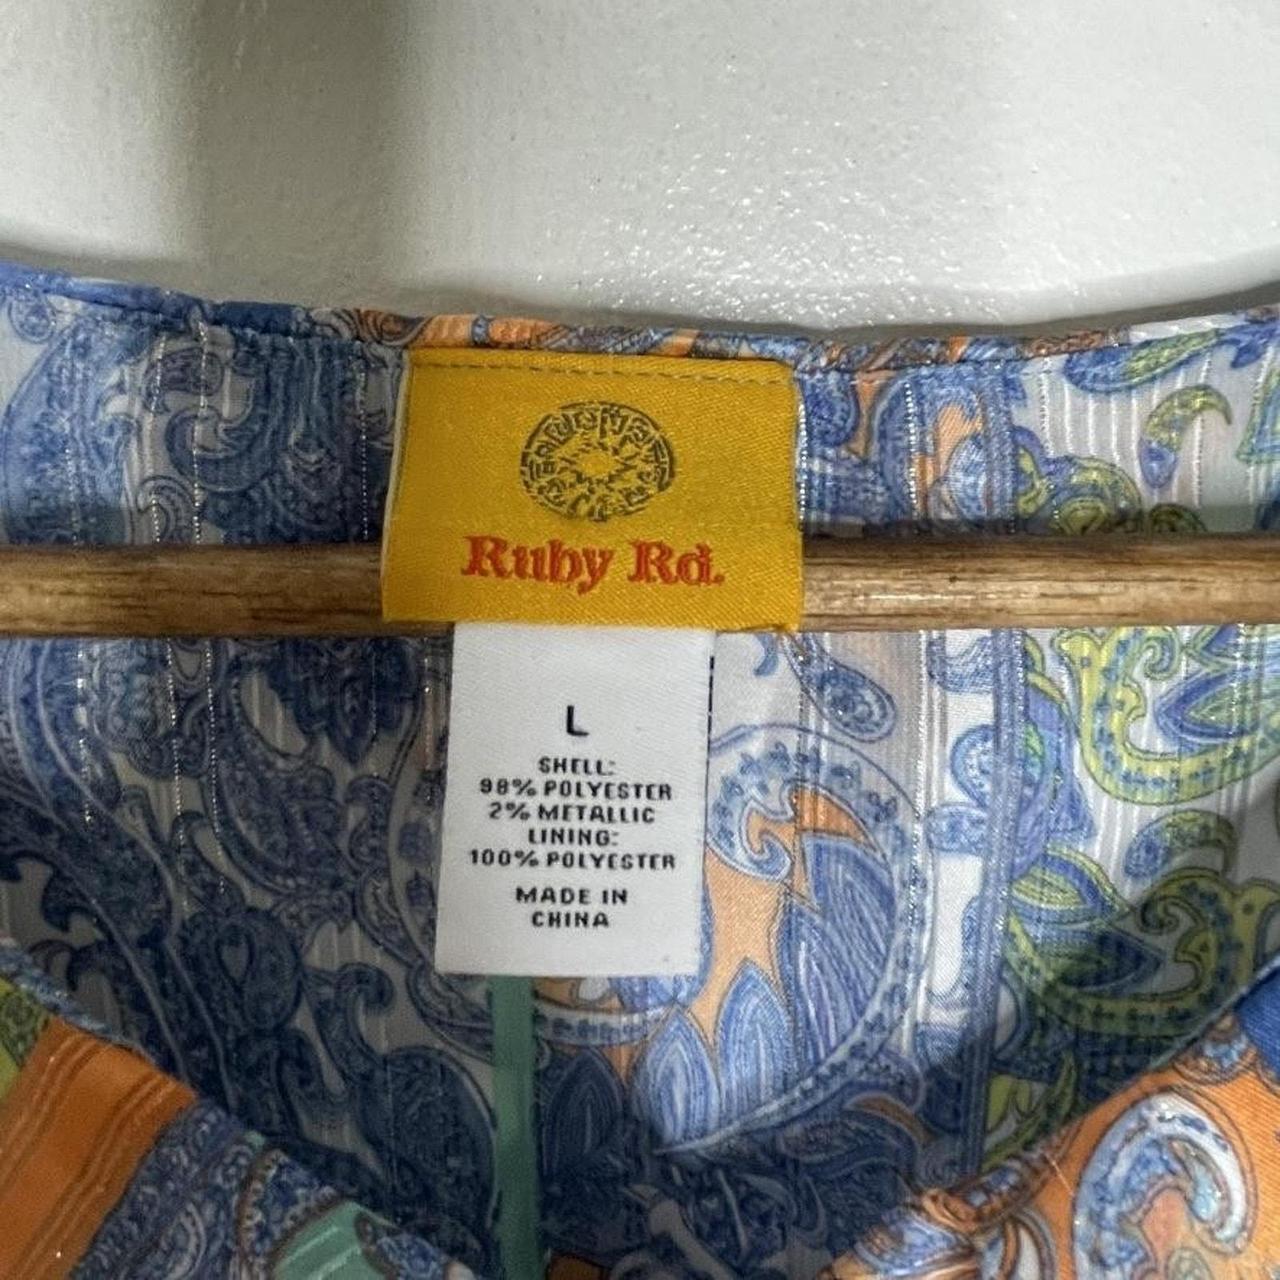 Ruby Rd.
L
SHELL:
98% POLYESTER
2% METALLIC
LINING:
100% POLYESTER
MADE IN
CHINA